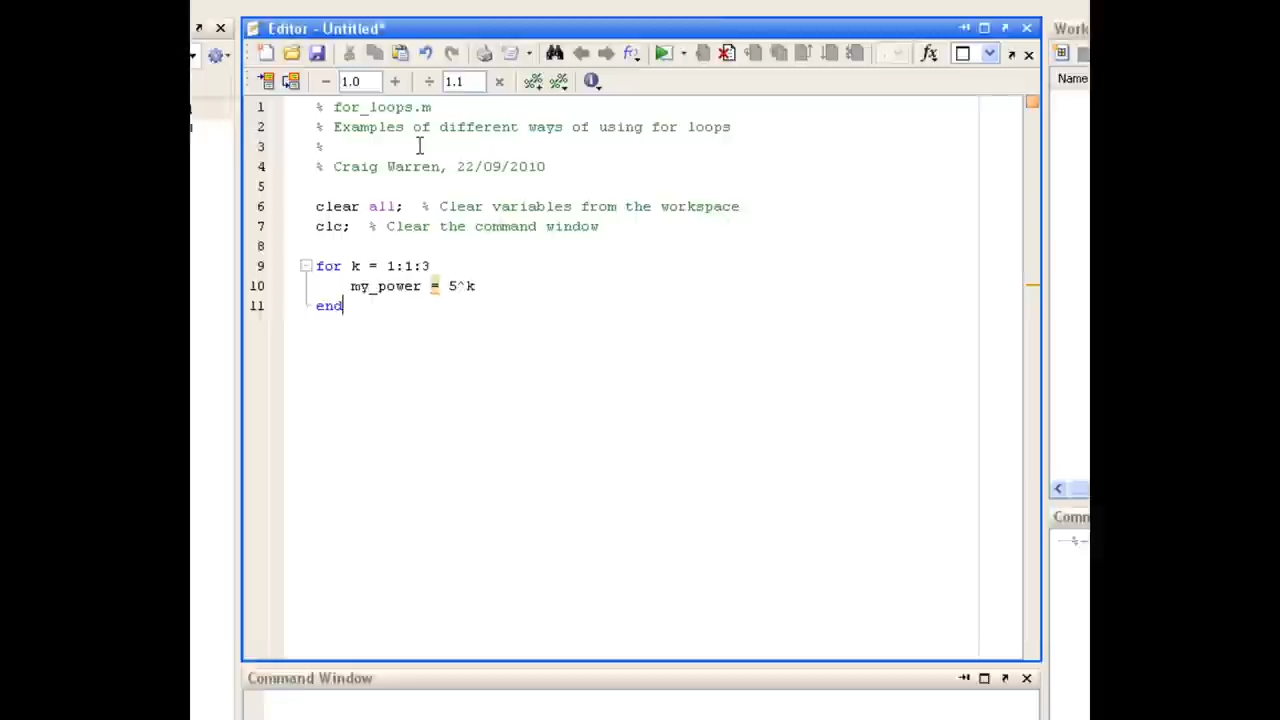 Editor - Untitled*
Work
1.0
1.1
Name
1 % for_loops.m
2 % Examples of different ways of using for loops
3 %
4 % Craig Warren, 22/09/2010
5
6 clear all; % Clear variables from the workspace
7 clc; % Clear the command window
8
9 for k = 1:1:3
10 my_power = 5^k
11 end
Comm
Command Window